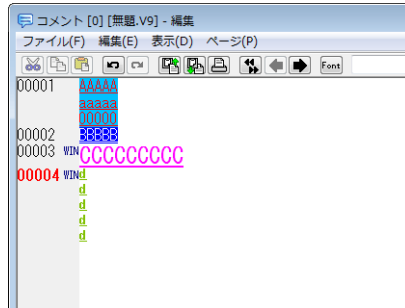 コメント [0] [無題.V9] - 編集
ファイル(F) 編集(E) 表示(D) ページ(P)
Font
00001 AAAAA
aaaaa
00000
00002 BBBBB
00003 WIN CCCCCCCCC
00004 WIN d
d
d
d
d